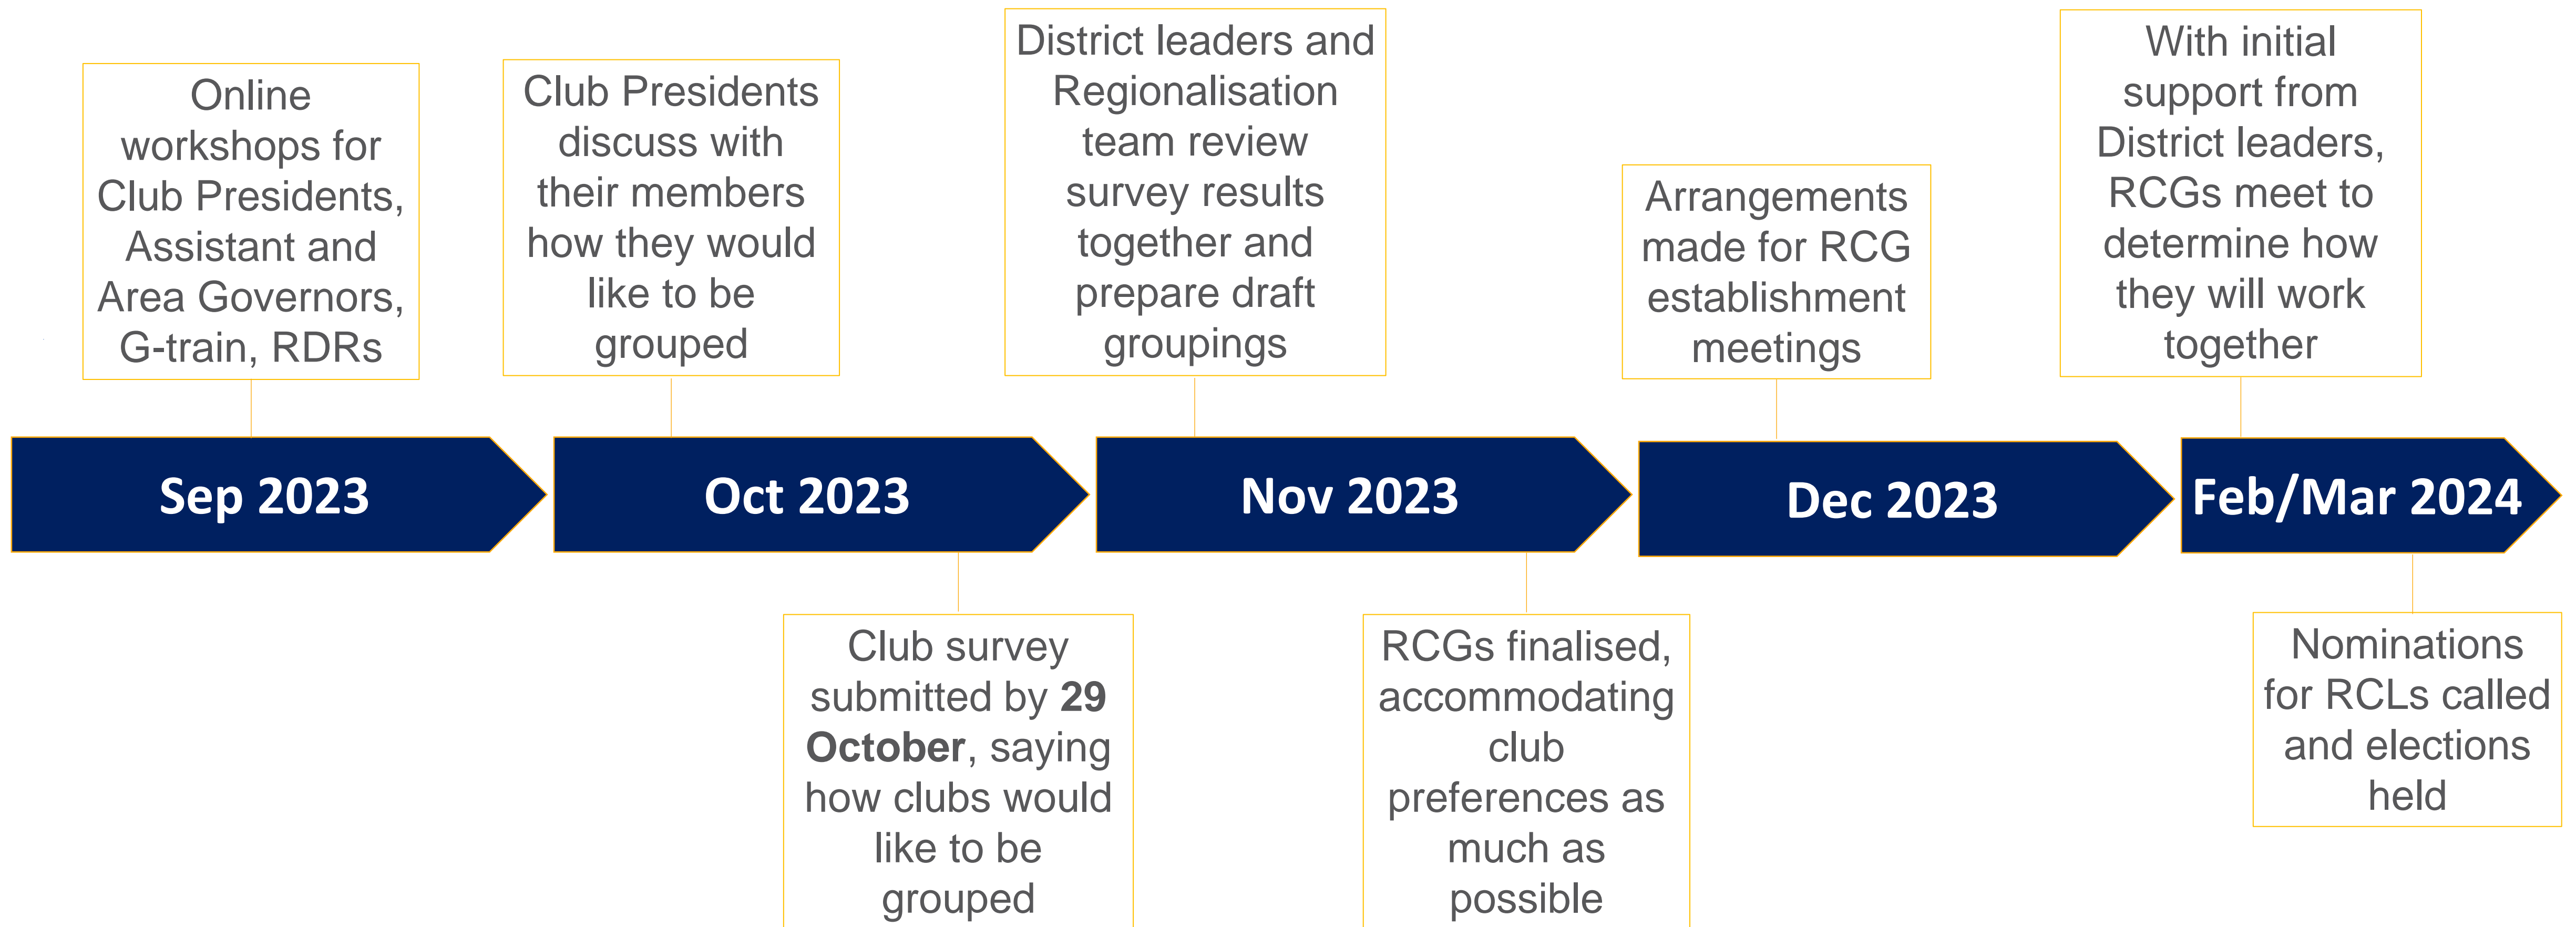 Online
workshops for
Club Presidents,
Assistant and
Area Governors,
G-train, RDRs
Club Presidents
discuss with
their members
how they would
like to be
grouped
District leaders and
Regionalisation
team review
survey results
together and
prepare draft
groupings
Arrangements
made for RCG
establishment
meetings
With initial
support from
District leaders,
RCGs meet to
determine how
they will work
together
Sep 2023
Oct 2023
Nov 2023
Dec 2023
Feb/Mar 2024
Club survey
submitted by 29
October, saying
how clubs would
like to be
grouped
RCGs finalised,
accommodating
club
preferences as
much as
possible
Nominations
for RCLs called
and elections
held